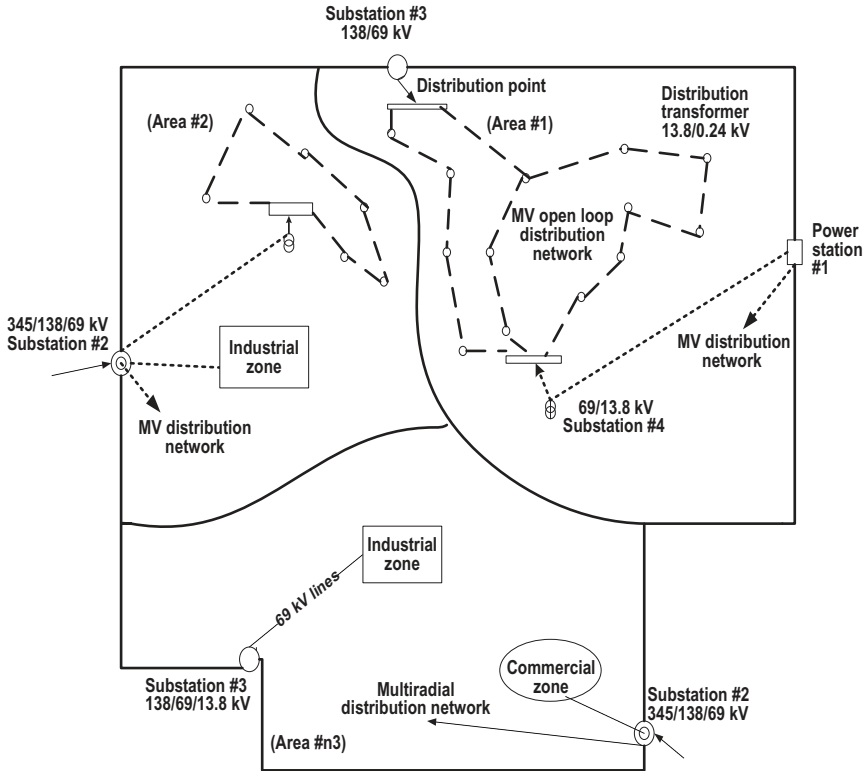 Substation #3
138/69 kV
Distribution point
(Area #2)
(Area #1)
Distribution
transformer
13.8/0.24 kV
MV open loop
distribution
network
Power
station
#1
345/138/69 kV
Substation #2
Industrial
zone
MV distribution
network
MV distribution
network
69/13.8 kV
Substation #4
Industrial
zone
69 kV lines
Substation #3
138/69/13.8 kV
Commercial
zone
Multiradial
distribution network
Substation #2
345/138/69 kV
(Area #n3)